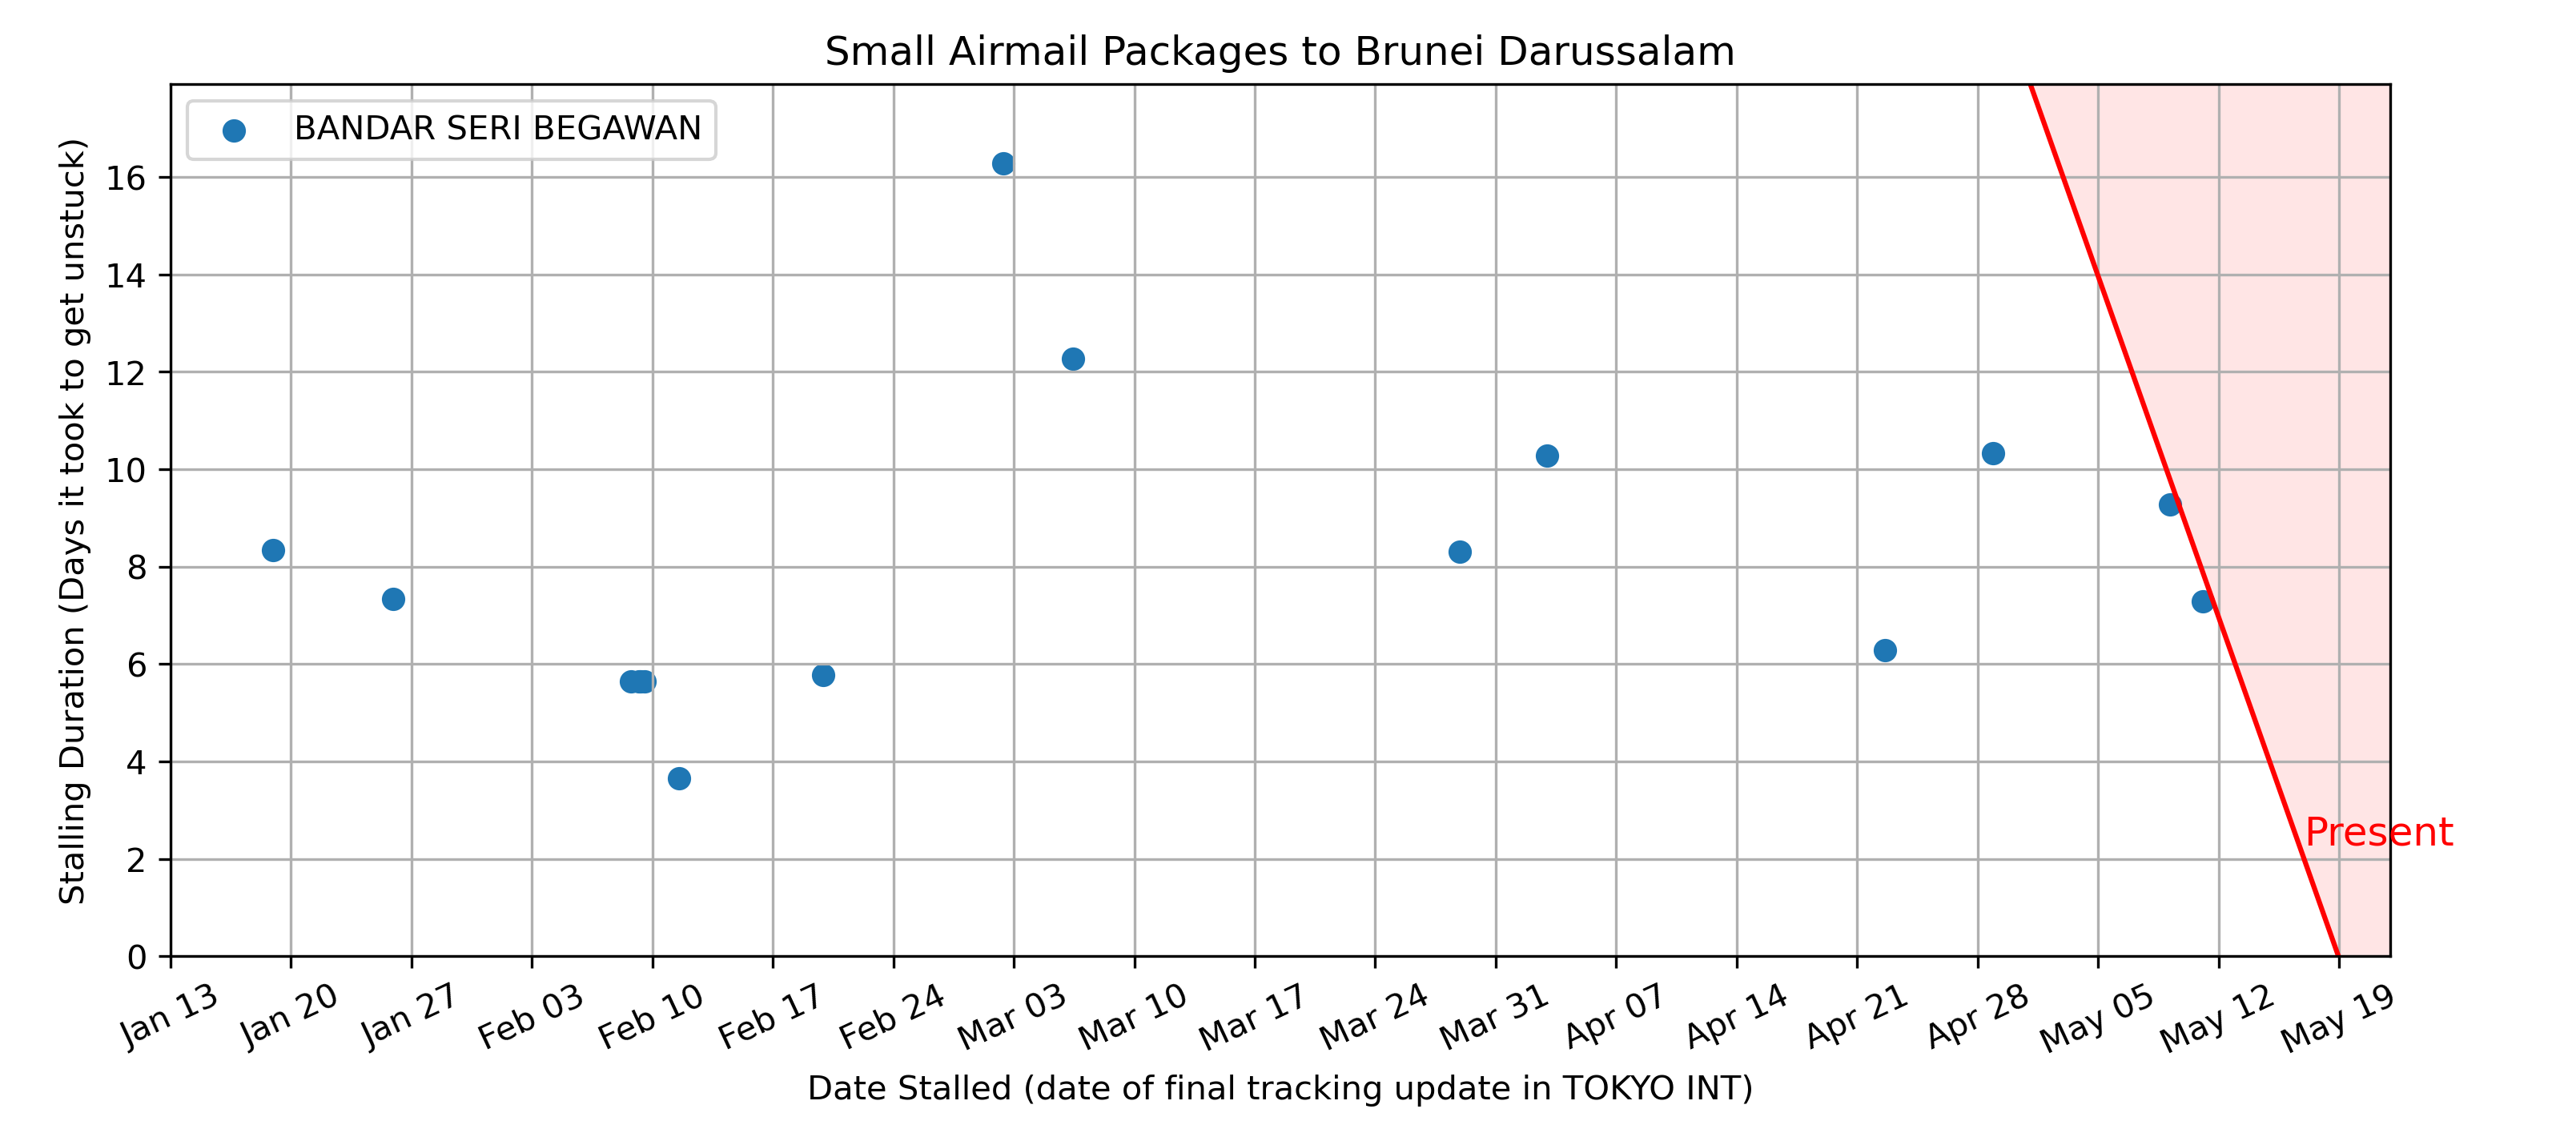 Small Airmail Packages to Brunei Darussalam
BANDAR SERI BEGAWAN
Stalling Duration (Days it took to get unstuck)
16
14
12
10
8
6
4
2
0
Present
Jan 13 Jan 20 Jan 27 Feb 03 Feb 10 Feb 17 Feb 24 Mar 03 Mar 10 Mar 17 Mar 24 Mar 31 Apr 07 Apr 14 Apr 21 Apr 28 May 05 May 12 May 19
Date Stalled (date of final tracking update in TOKYO INT)